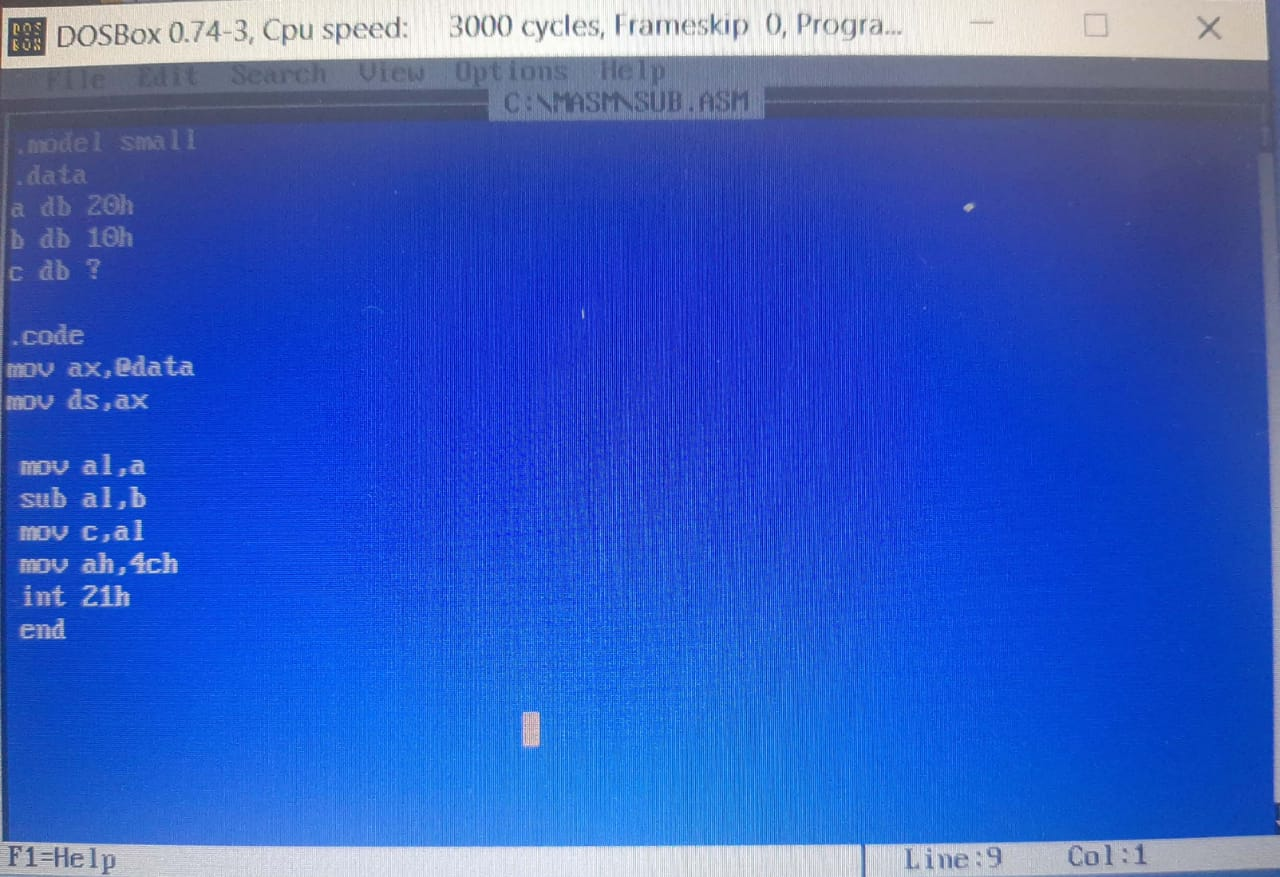 DOS
BOX
DOSBox 0.74-3, Cpu speed: 3000 cycles, Frameskip 0, Progra...
File Edit Search View Options Help
C:\MASM\SUB.ASM
.model small
.data
a db 20h
b db 10h
c db ?
.code
mov ax,@data
mov ds,ax
mov al,a
sub al,b
mov c,al
mov ah,4ch
int 21h
end
F1=Help
Line:9 Col:1